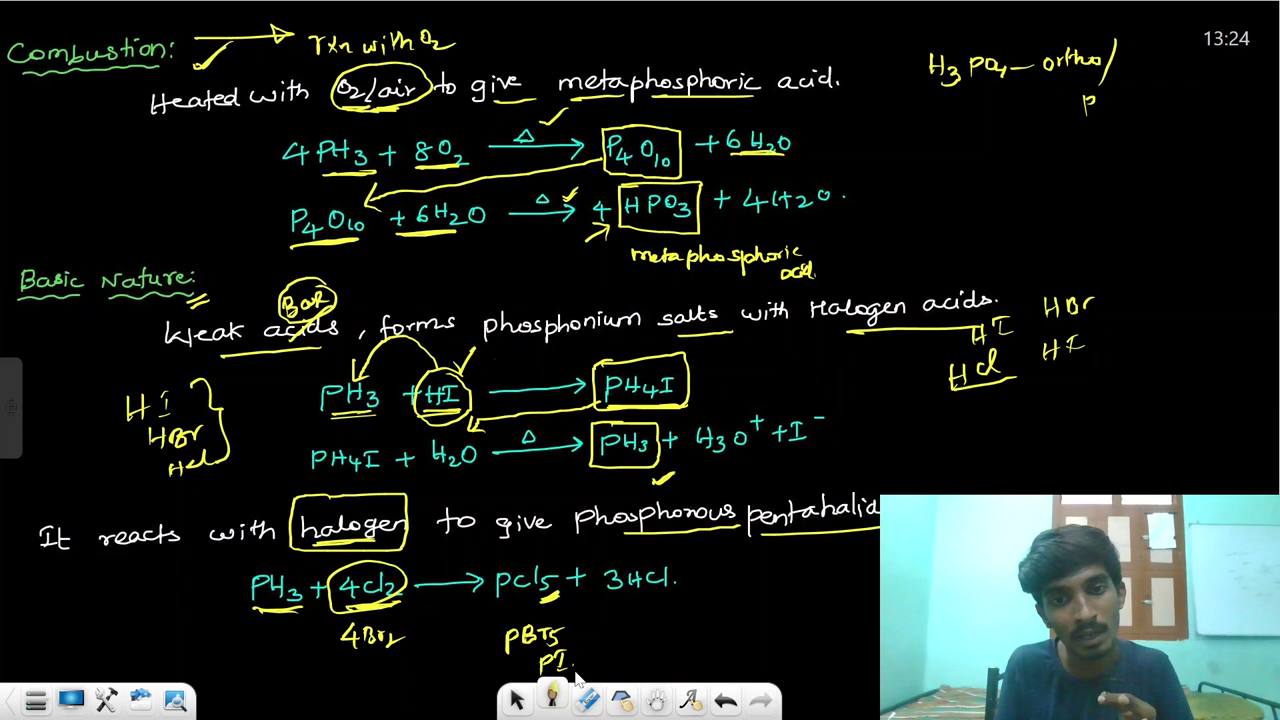 13:24
Combustion: rxn with O2
H3PO4 - ortho/
P
Heated with O2/air to give metaphosphoric acid.
4PH3 + 8O2 —Δ→ P4O10 + 6H2O
P4O10 + 6H2O —Δ→ 4 HPO3 + 4H2O.
metaphosphoric
acid.
Basic Nature:
Base
Weak acids, forms phosphonium salts with Halogen acids.
HI HBr
HCl HI
PH3 + HI → PH4I
HI
HBr
HCl
PH4I + H2O —Δ→ PH3 + H3O+ + I-
It reacts with halogen to give phosphorous pentahalid
PH3 + 4Cl2 → PCl5 + 3HCl.
4Br2 PBr5
PI